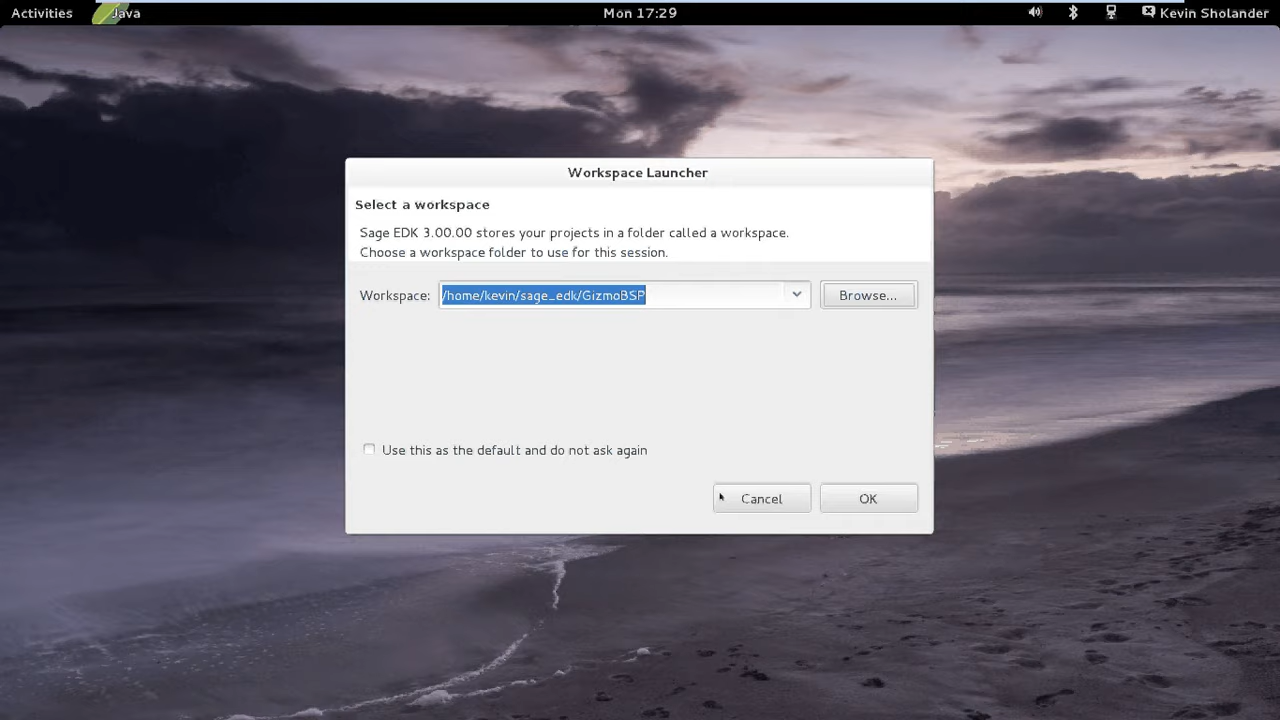 Activities Java Mon 17:29 Kevin Sholander
Workspace Launcher
Select a workspace
Sage EDK 3.00.00 stores your projects in a folder called a workspace.
Choose a workspace folder to use for this session.
Workspace: /home/kevin/sage_edk/GizmoBSP Browse...
Use this as the default and do not ask again
Cancel OK